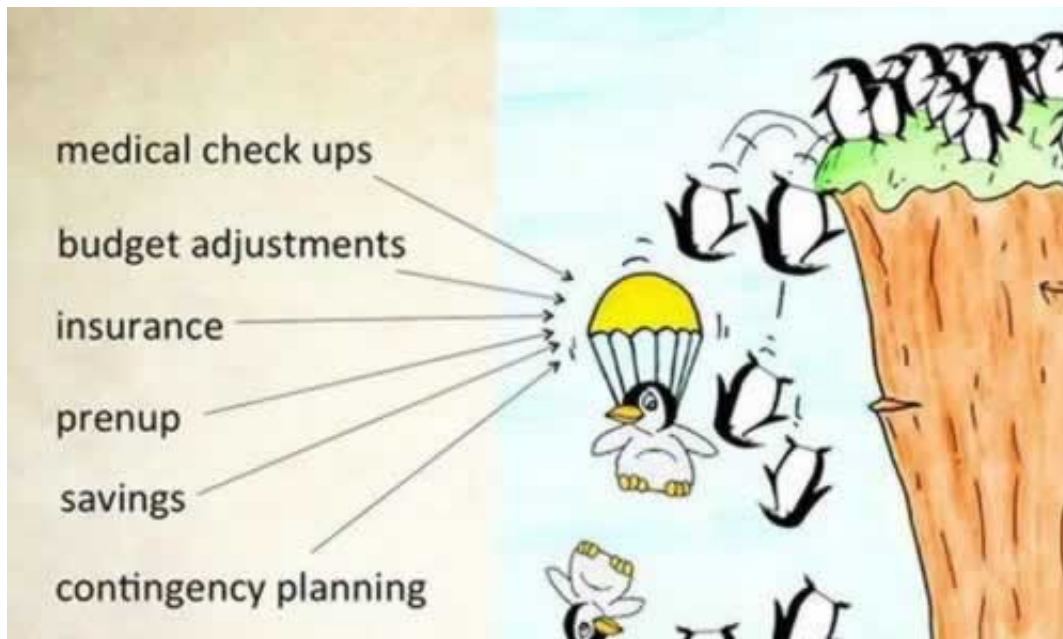 medical check ups
budget adjustments
insurance
prenup
savings
contingency planning